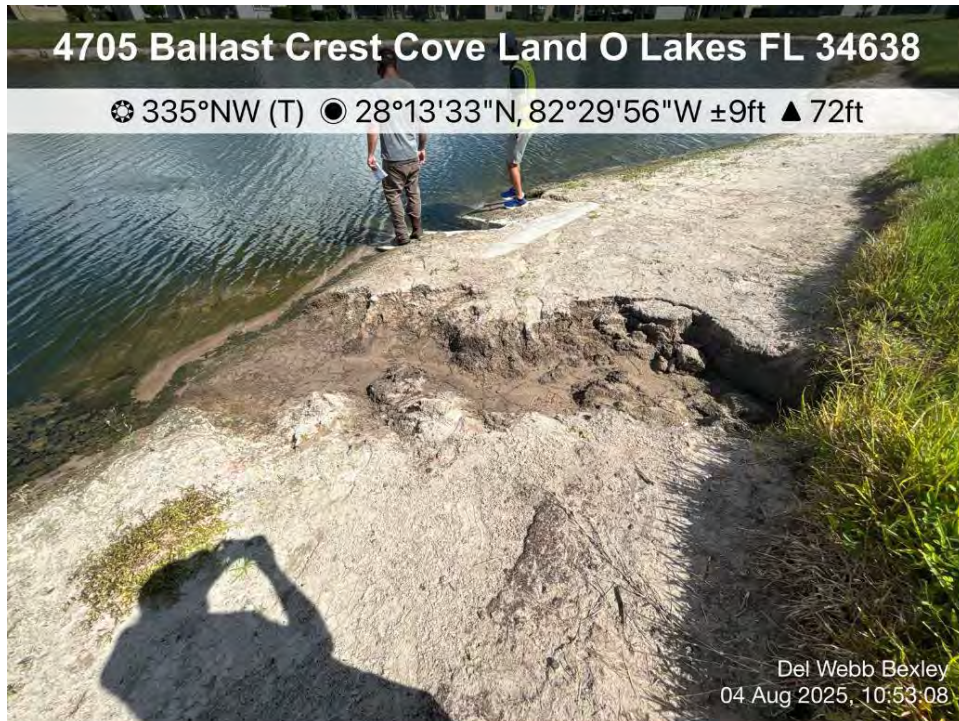 4705 Ballast Crest Cove Land O Lakes FL 34638
335°NW (T) 28°13'33"N, 82°29'56"W ±9ft ▲ 72ft
Del Webb Bexley
04 Aug 2025, 10:53:08